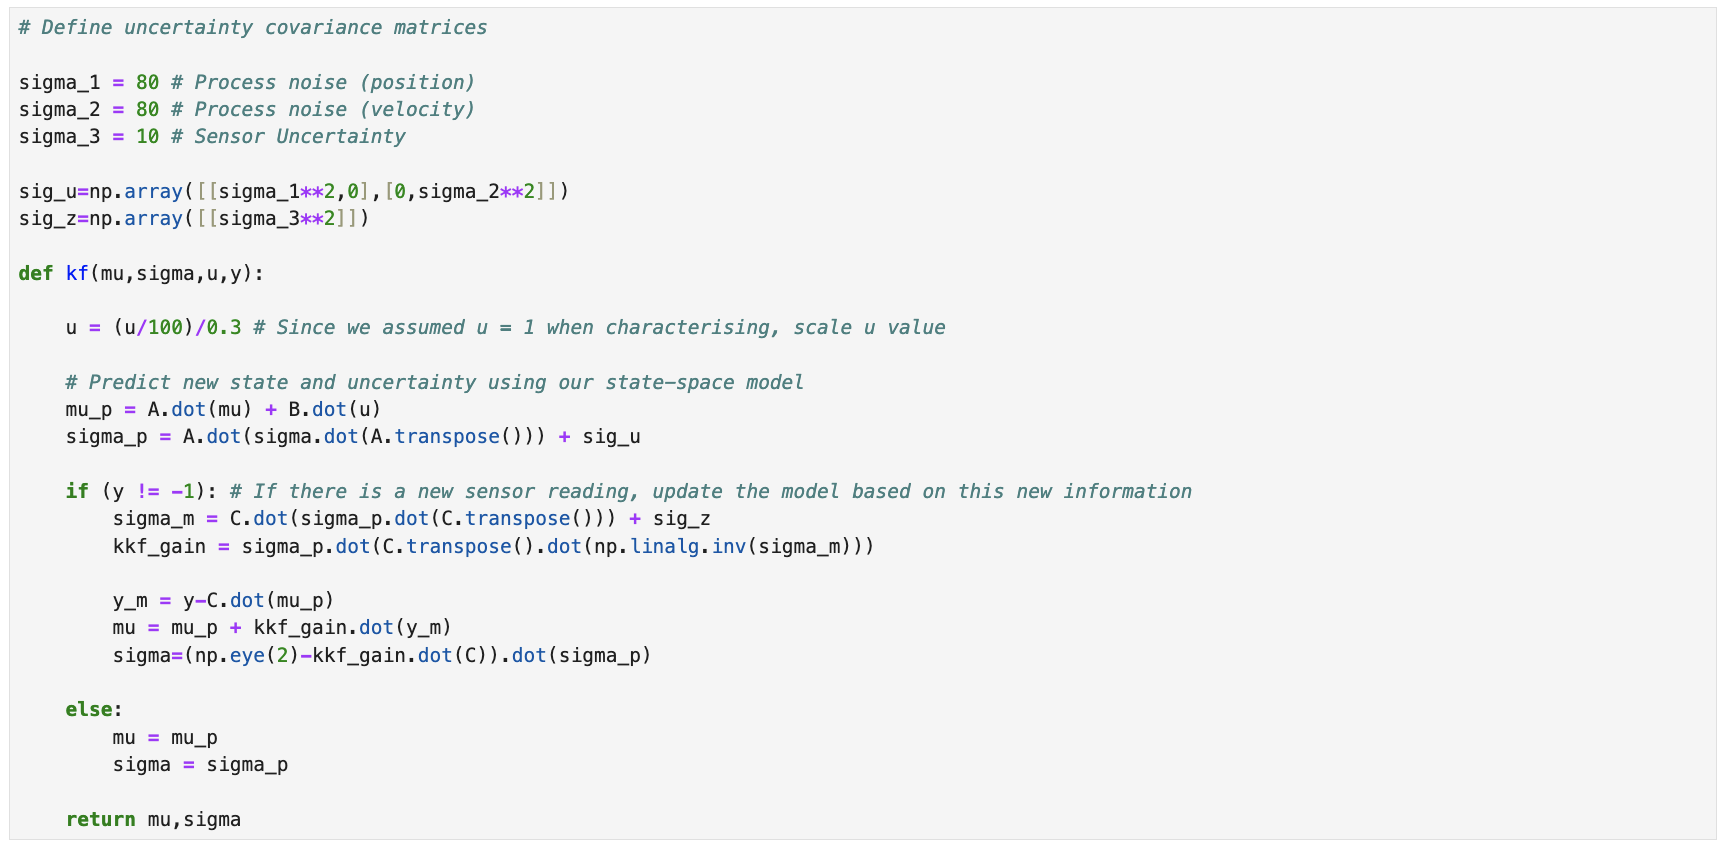 # Define uncertainty covariance matrices
sigma_1 = 80 # Process noise (position)
sigma_2 = 80 # Process noise (velocity)
sigma_3 = 10 # Sensor Uncertainty
sig_u=np.array([[sigma_1**2,0],[0,sigma_2**2]])
sig_z=np.array([[sigma_3**2]])
def kf(mu,sigma,u,y):
    u = (u/100)/0.3 # Since we assumed u = 1 when characterising, scale u value
    # Predict new state and uncertainty using our state-space model
    mu_p = A.dot(mu) + B.dot(u)
    sigma_p = A.dot(sigma.dot(A.transpose())) + sig_u
    if (y != -1): # If there is a new sensor reading, update the model based on this new information
        sigma_m = C.dot(sigma_p.dot(C.transpose())) + sig_z
        kkf_gain = sigma_p.dot(C.transpose().dot(np.linalg.inv(sigma_m)))
        y_m = y-C.dot(mu_p)
        mu = mu_p + kkf_gain.dot(y_m)
        sigma=(np.eye(2)-kkf_gain.dot(C)).dot(sigma_p)
    else:
        mu = mu_p
        sigma = sigma_p
    return mu,sigma